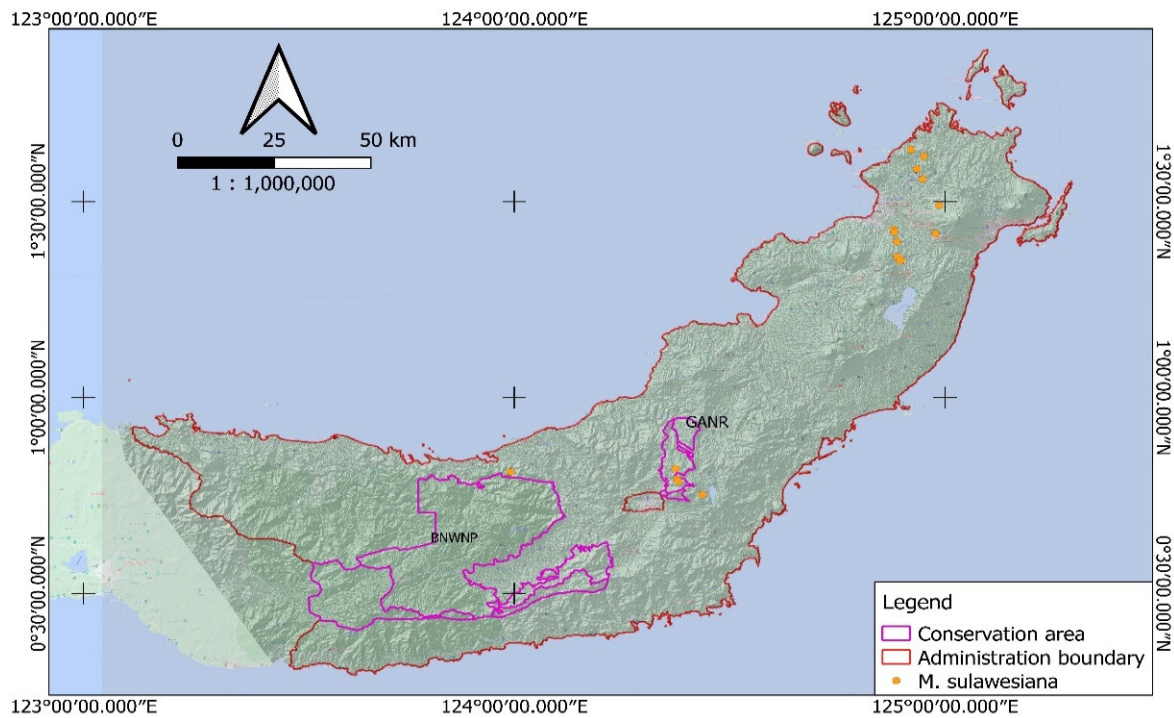 123°00′00.000″E 124°00′00.000″E 125°00′00.000″E
0 25 50 km
1 : 1,000,000
1°30′00.000″N
1°30′00.000″N
1°00′00.000″N
1°00′00.000″N
GANR
BNWNP
0°30′00.000″N
0°30′00.000″N
Legend
Conservation area
Administration boundary
M. sulawesiana
123°00′00.000″E 124°00′00.000″E 125°00′00.000″E